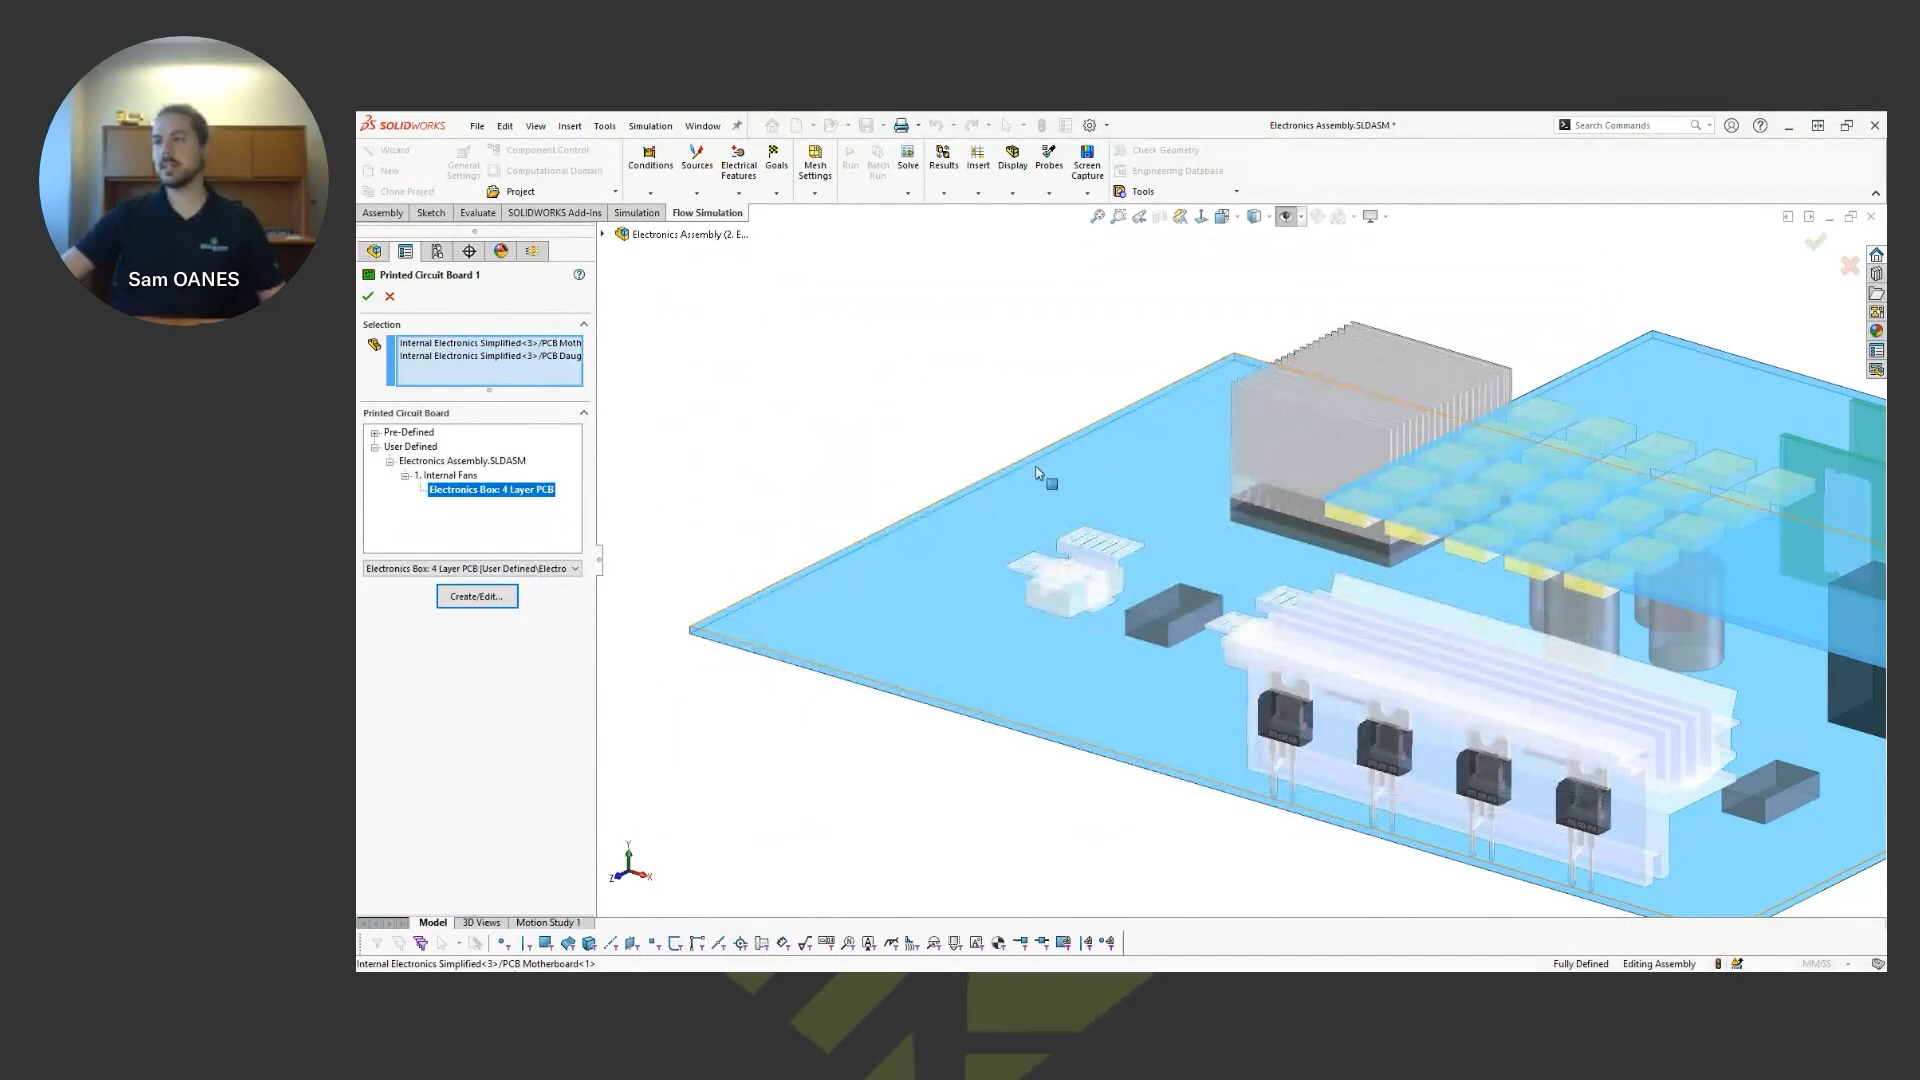 Sam OANES
SOLIDWORKS
File Edit View Insert Tools Simulation Window
Electronics Assembly.SLDASM *
Search Commands
Wizard
New
Clone Project
General Settings
Component Control
Computational Domain
Project
Conditions
Sources
Electrical Features
Goals
Mesh Settings
Run
Batch Run
Solve
Results
Insert
Display
Probes
Screen Capture
Check Geometry
Engineering Database
Tools
Assembly Sketch Evaluate SOLIDWORKS Add-Ins Simulation Flow Simulation
Electronics Assembly (2. E...
Printed Circuit Board 1
Selection
Internal Electronics Simplified<3>/PCB Moth
Internal Electronics Simplified<3>/PCB Daug
Printed Circuit Board
Pre-Defined
User Defined
Electronics Assembly.SLDASM
1. Internal Fans
Electronics Box: 4 Layer PCB
Electronics Box: 4 Layer PCB [User Defined\Electro
Create/Edit...
Y
Z
X
Model 3D Views Motion Study 1
Internal Electronics Simplified<3>/PCB Motherboard<1>
Fully Defined Editing Assembly MMGS